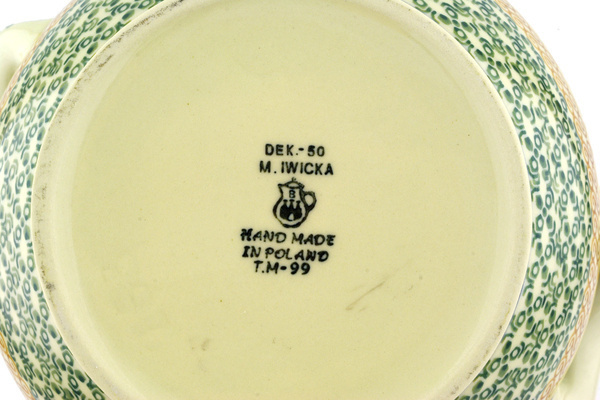 DEK.-50
M. IWICKA
B
HAND MADE
IN POLAND
T.M-99